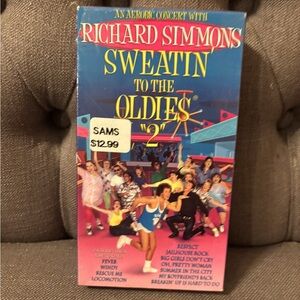 AN AEROBIC CONCERT WITH
RICHARD SIMMONS
SWEATIN'
TO THE
OLDIES®
"2"
SAMS
$12.99
FEVER
WINDY
RESCUE ME
LOCOMOTION
RESPECT
JAILHOUSE ROCK
BIG GIRLS DON'T CRY
OH, PRETTY WOMAN
SUMMER IN THE CITY
MY BOYFRIEND'S BACK
BREAKIN' UP IS HARD TO DO